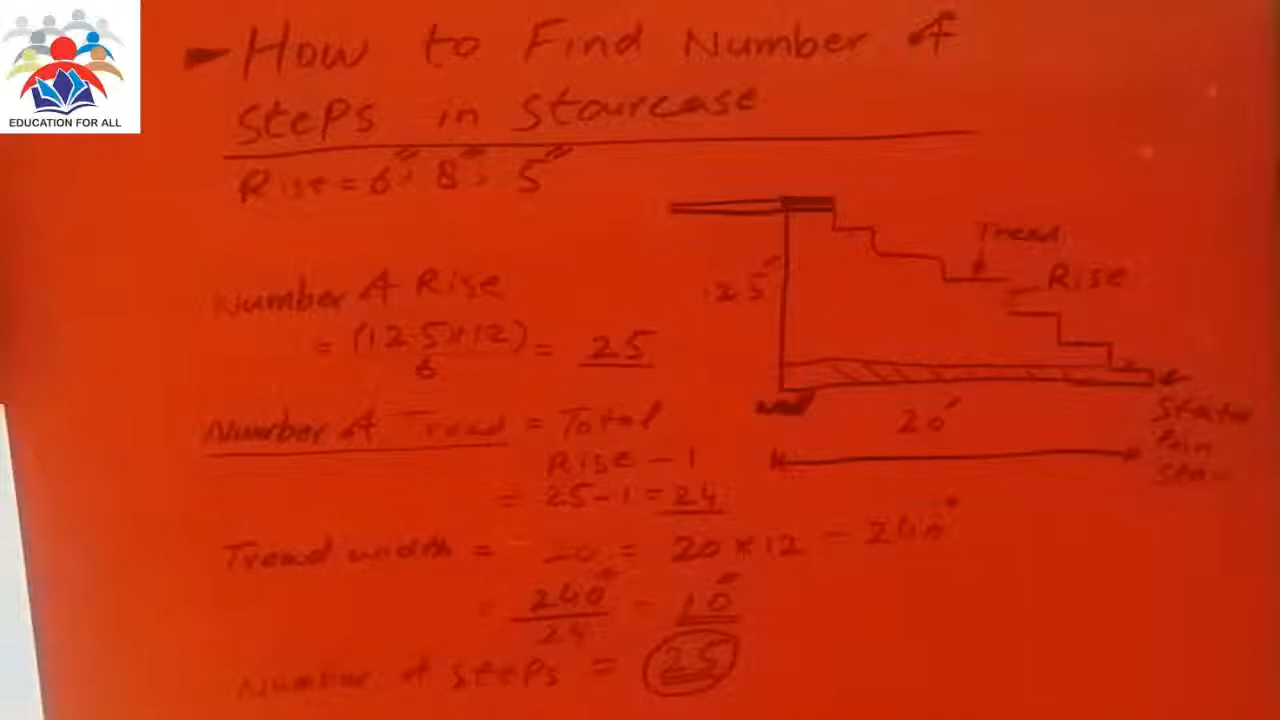 EDUCATION FOR ALL
How to Find Number of
steps in staircase
Rise = 6", 8", 5"
Number of Rise
= (12.5×12) = 25
6
Number of Tread = Total
Rise - 1
= 25-1 = 24
Tread width = 20 = 20×12 = 240"
= 240" = 10"
24
Number of steps = 25
Tread
Rise
12.5'
20'